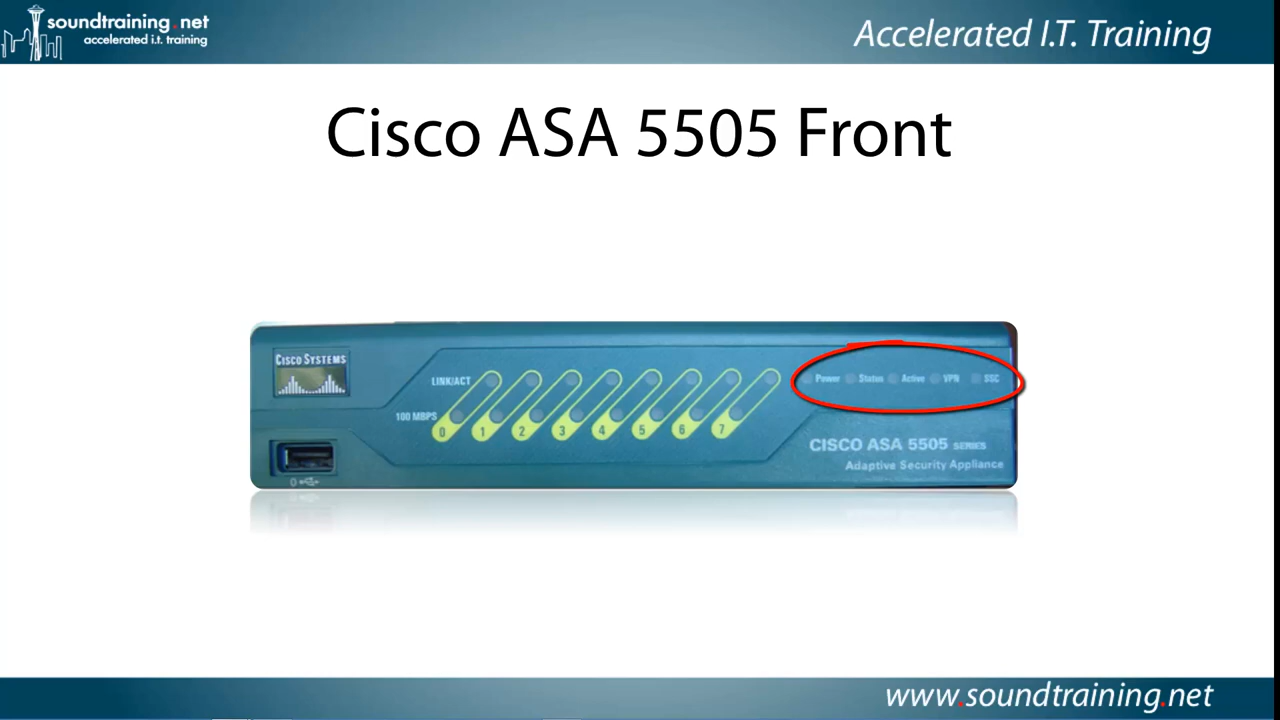 soundtraining.net
accelerated i.t. training
Accelerated I.T. Training
Cisco ASA 5505 Front
CISCO SYSTEMS
LINK/ACT
100 MBPS
0 1 2 3 4 5 6 7
Power Status Active VPN SSC
CISCO ASA 5505 SERIES
Adaptive Security Appliance
0
www.soundtraining.net